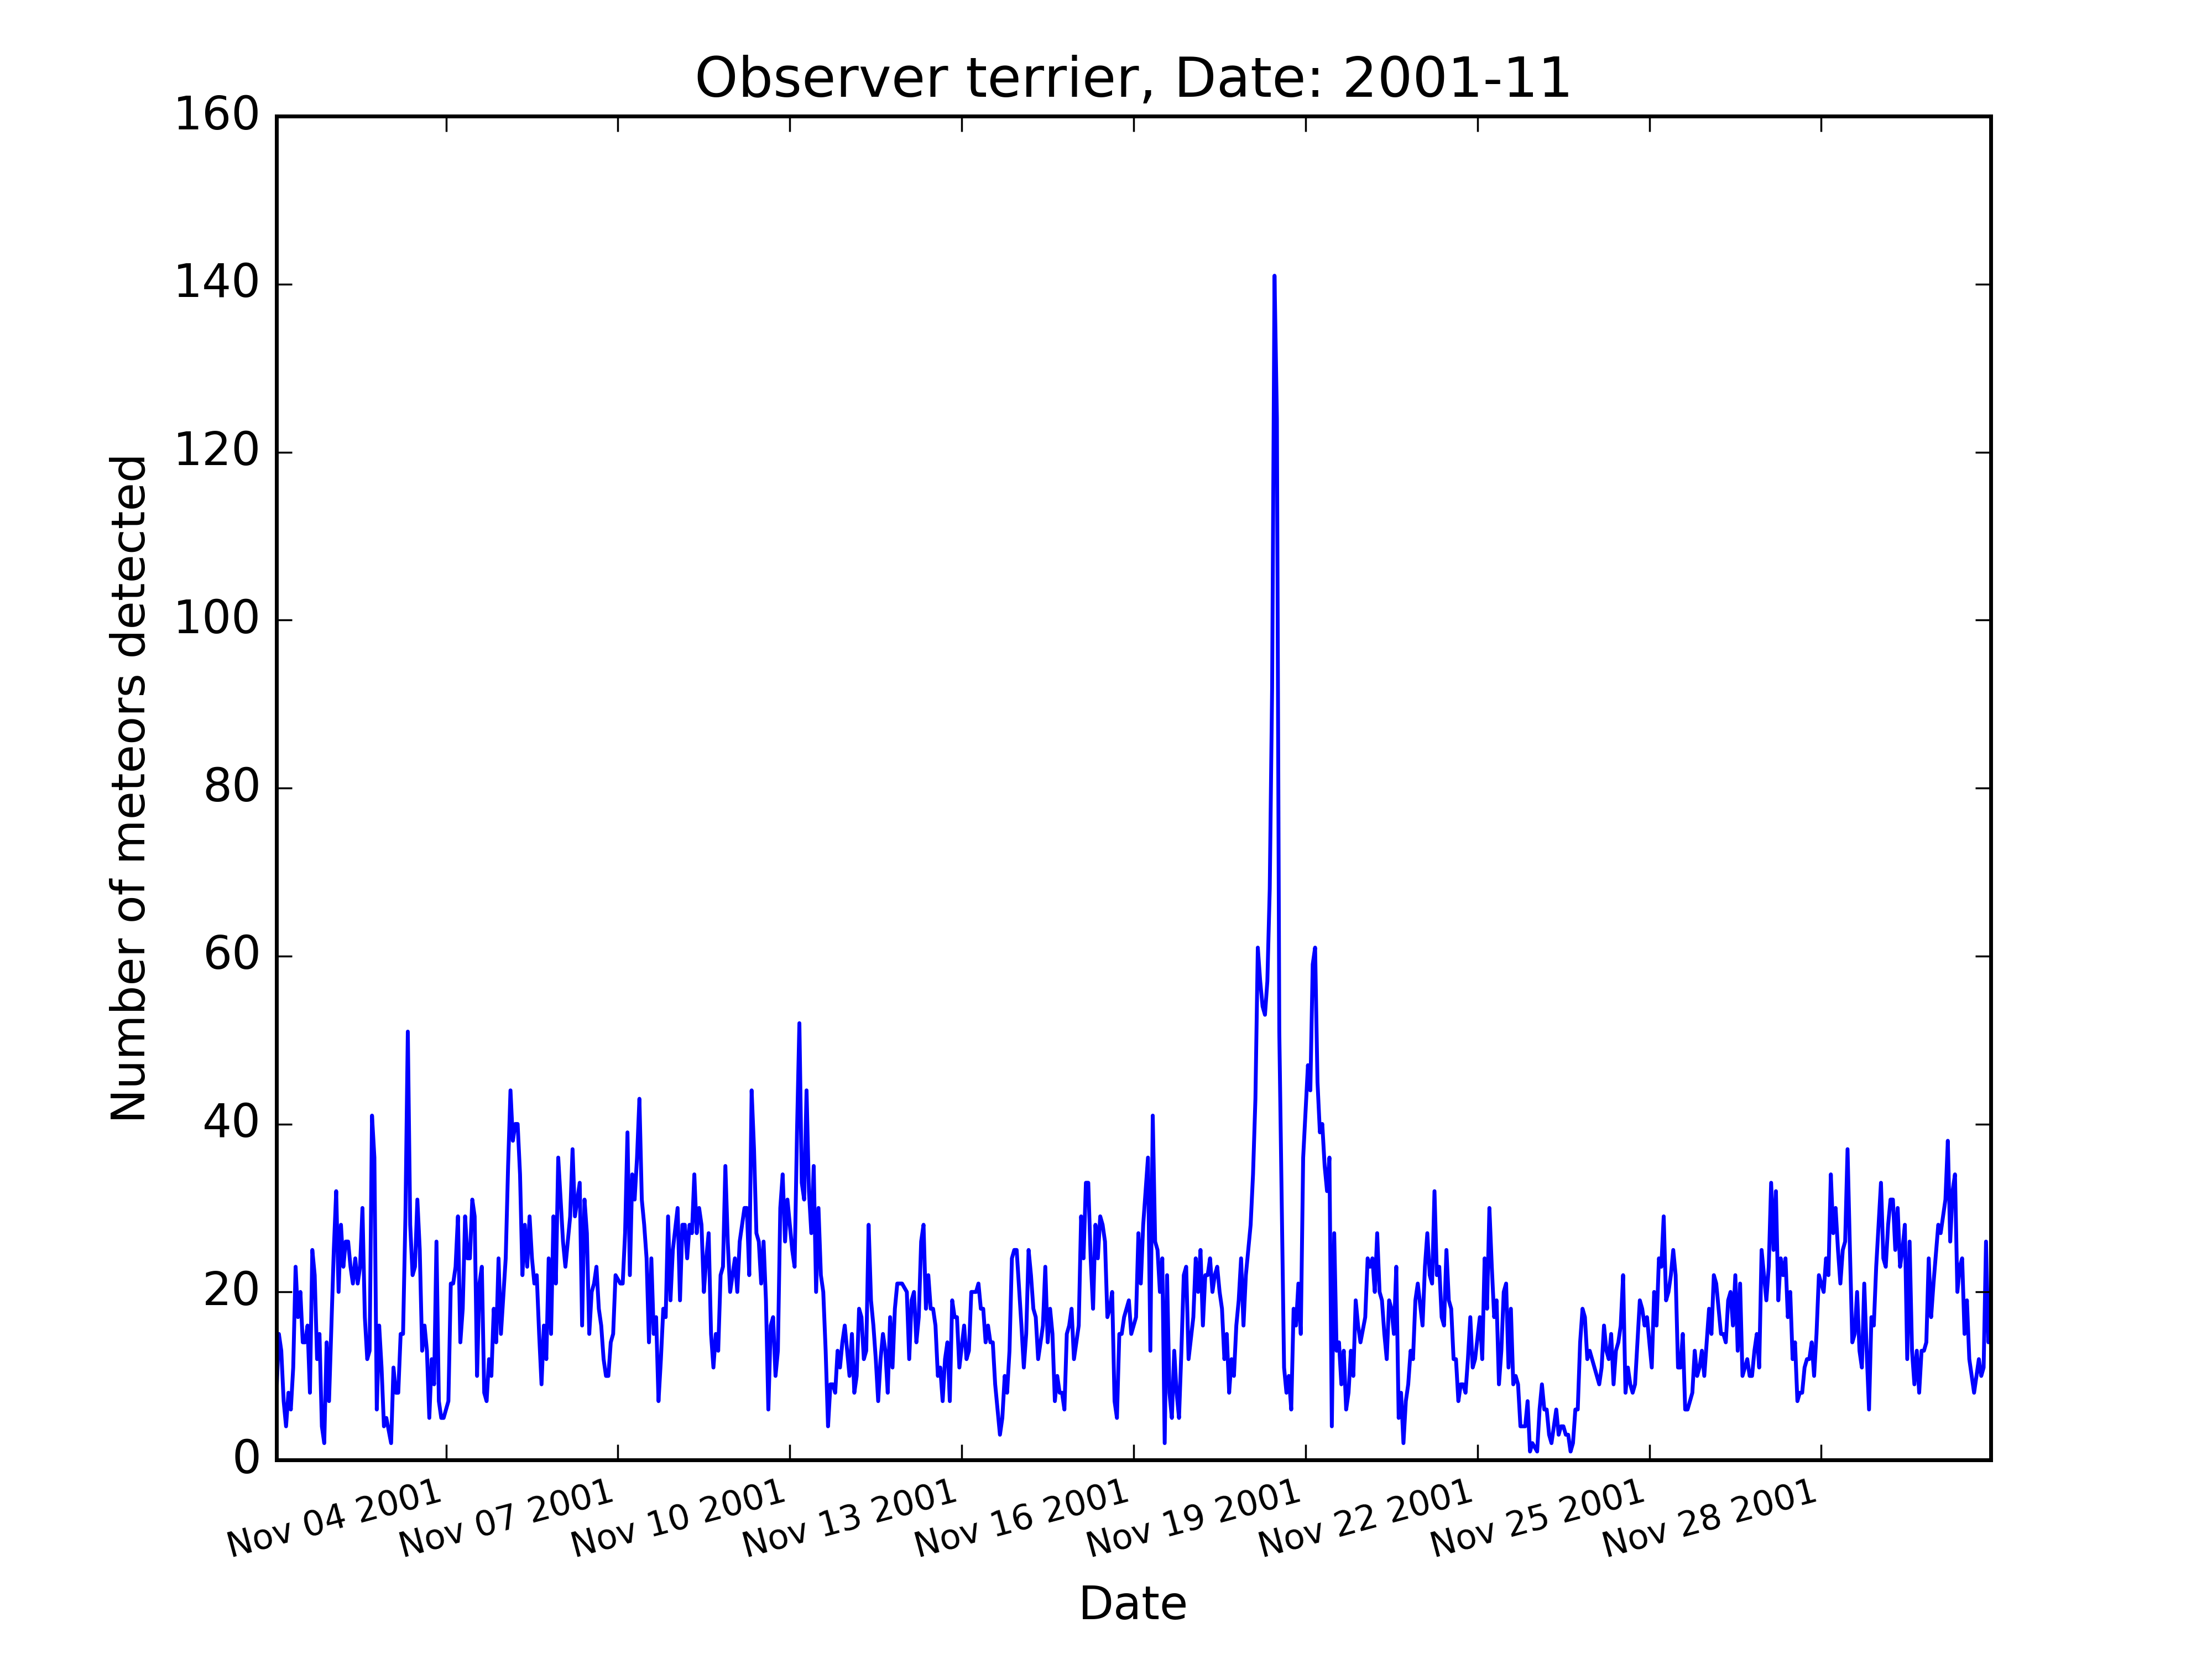 Observer terrier, Date: 2001-11
160
140
120
100
80
60
40
20
0
Number of meteors detected
Nov 04 2001
Nov 07 2001
Nov 10 2001
Nov 13 2001
Nov 16 2001
Nov 19 2001
Nov 22 2001
Nov 25 2001
Nov 28 2001
Date